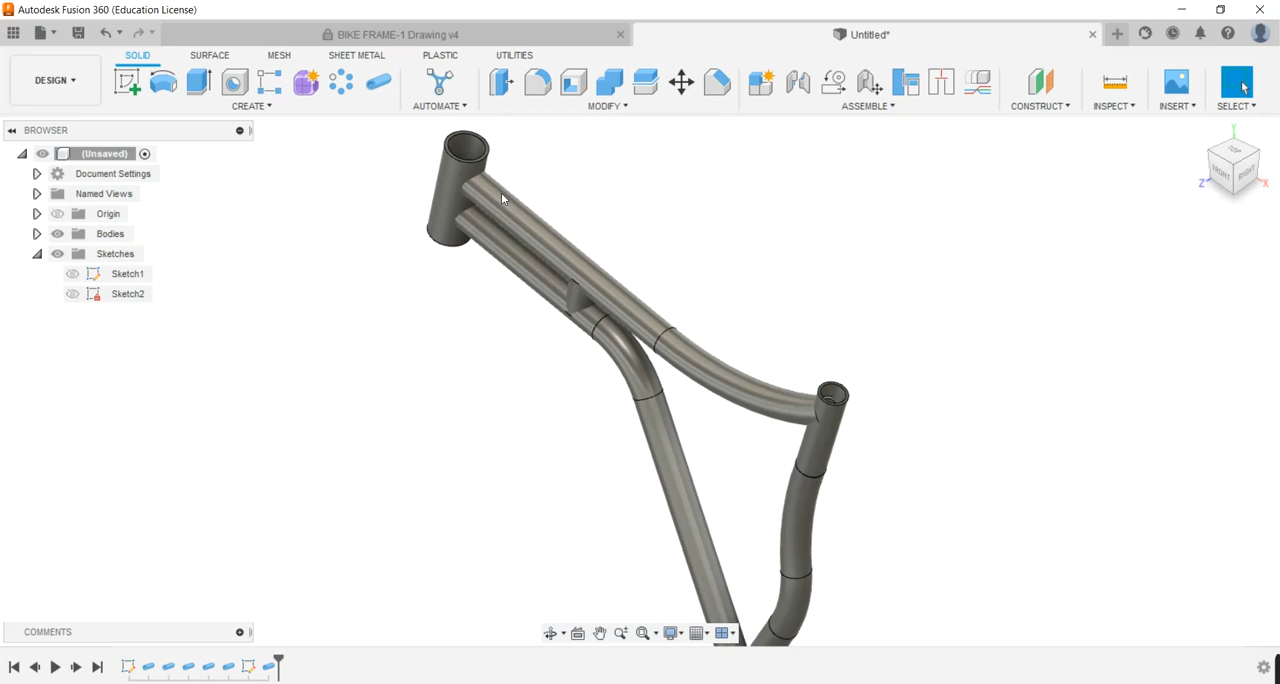 Autodesk Fusion 360 (Education License)
BIKE FRAME-1 Drawing v4
Untitled*
DESIGN
SOLID
SURFACE
MESH
SHEET METAL
PLASTIC
UTILITIES
CREATE
AUTOMATE
MODIFY
ASSEMBLE
CONSTRUCT
INSPECT
INSERT
SELECT
BROWSER
(Unsaved)
Document Settings
Named Views
Origin
Bodies
Sketches
Sketch1
Sketch2
Y
TOP
FRONT
RIGHT
Z
X
COMMENTS